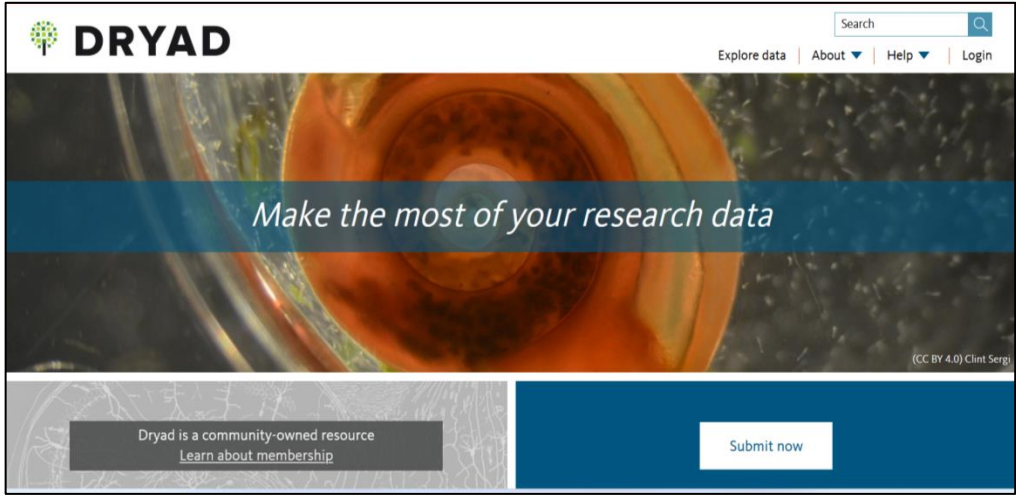 DRYAD
Search
Explore data About Help Login
Make the most of your research data
(CC BY 4.0) Clint Sergi
Dryad is a community-owned resource
Learn about membership
Submit now